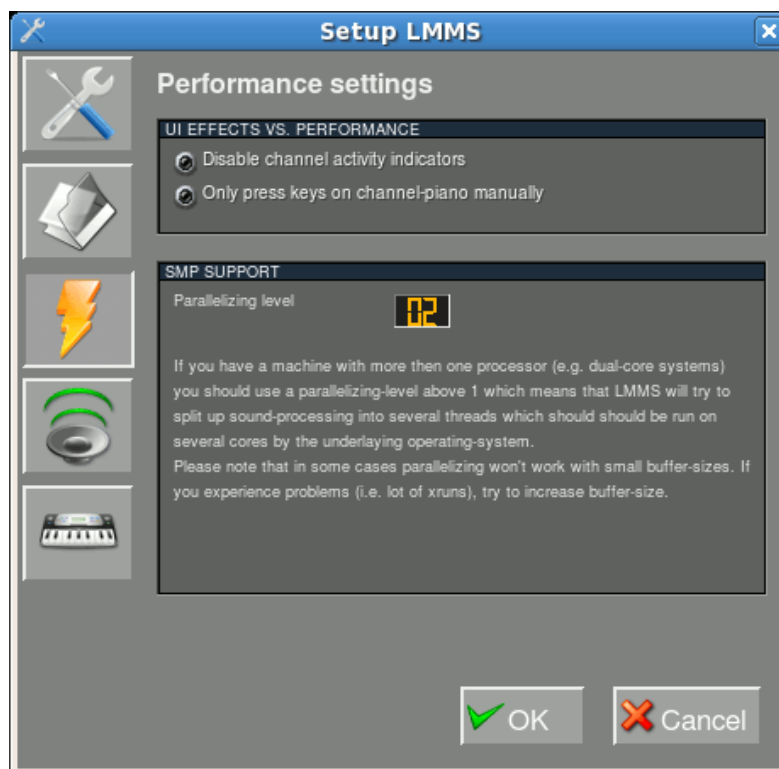 Setup LMMS
Performance settings
UI EFFECTS VS. PERFORMANCE
Disable channel activity indicators
Only press keys on channel-piano manually
SMP SUPPORT
Parallelizing level
02
If you have a machine with more then one processor (e.g. dual-core systems)
you should use a parallelizing-level above 1 which means that LMMS will try to
split up sound-processing into several threads which should should be run on
several cores by the underlaying operating-system.
Please note that in some cases parallelizing won't work with small buffer-sizes. If
you experience problems (i.e. lot of xruns), try to increase buffer-size.
OK
Cancel